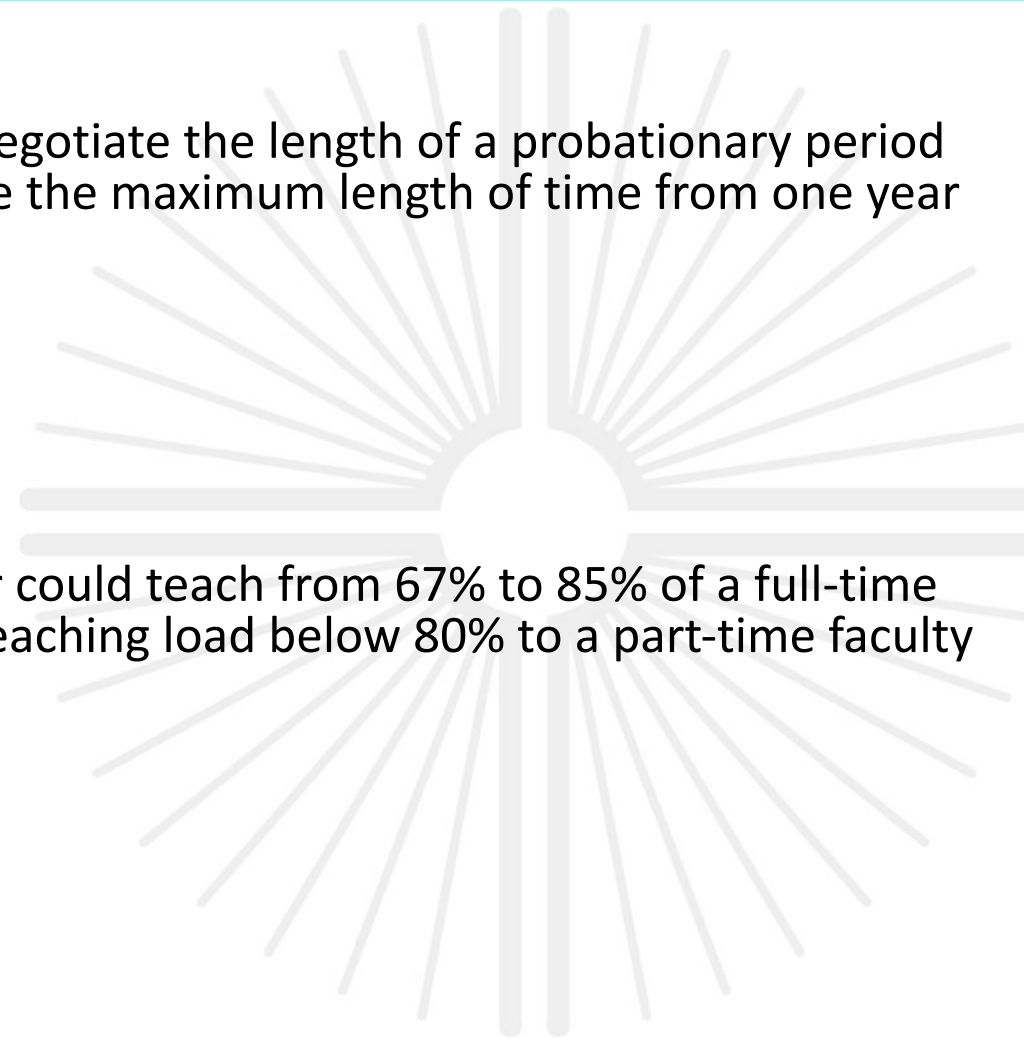 egotiate the length of a probationary period
e the maximum length of time from one year
r could teach from 67% to 85% of a full-time
eaching load below 80% to a part-time faculty